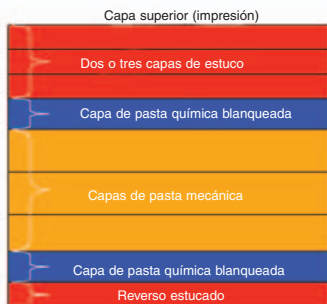 Capa superior (impresión)
Dos o tres capas de estuco
Capa de pasta química blanqueada
Capas de pasta mecánica
Capa de pasta química blanqueada
Reverso estucado